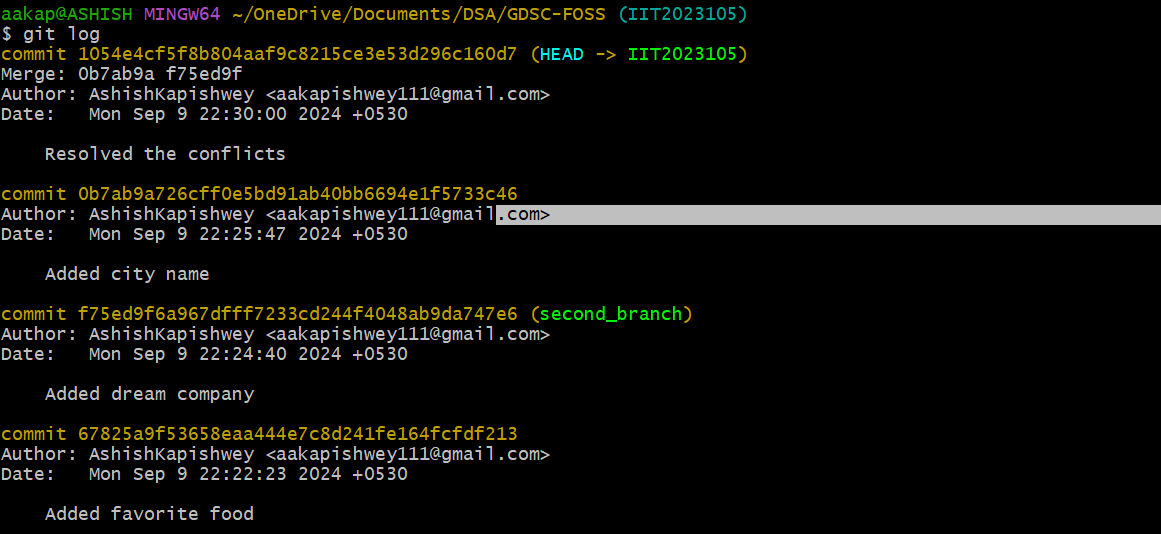 aakap@ASHISH MINGW64 ~/OneDrive/Documents/DSA/GDSC-FOSS (IIT2023105)
$ git log
commit 1054e4cf5f8b804aaf9c8215ce3e53d296c160d7 (HEAD -> IIT2023105)
Merge: 0b7ab9a f75ed9f
Author: AshishKapishwey <aakapishwey111@gmail.com>
Date:   Mon Sep 9 22:30:00 2024 +0530

    Resolved the conflicts

commit 0b7ab9a726cff0e5bd91ab40bb6694e1f5733c46
Author: AshishKapishwey <aakapishwey111@gmail.com>
Date:   Mon Sep 9 22:25:47 2024 +0530

    Added city name

commit f75ed9f6a967dfff7233cd244f4048ab9da747e6 (second_branch)
Author: AshishKapishwey <aakapishwey111@gmail.com>
Date:   Mon Sep 9 22:24:40 2024 +0530

    Added dream company

commit 67825a9f53658eaa444e7c8d241fe164fcfdf213
Author: AshishKapishwey <aakapishwey111@gmail.com>
Date:   Mon Sep 9 22:22:23 2024 +0530

    Added favorite food